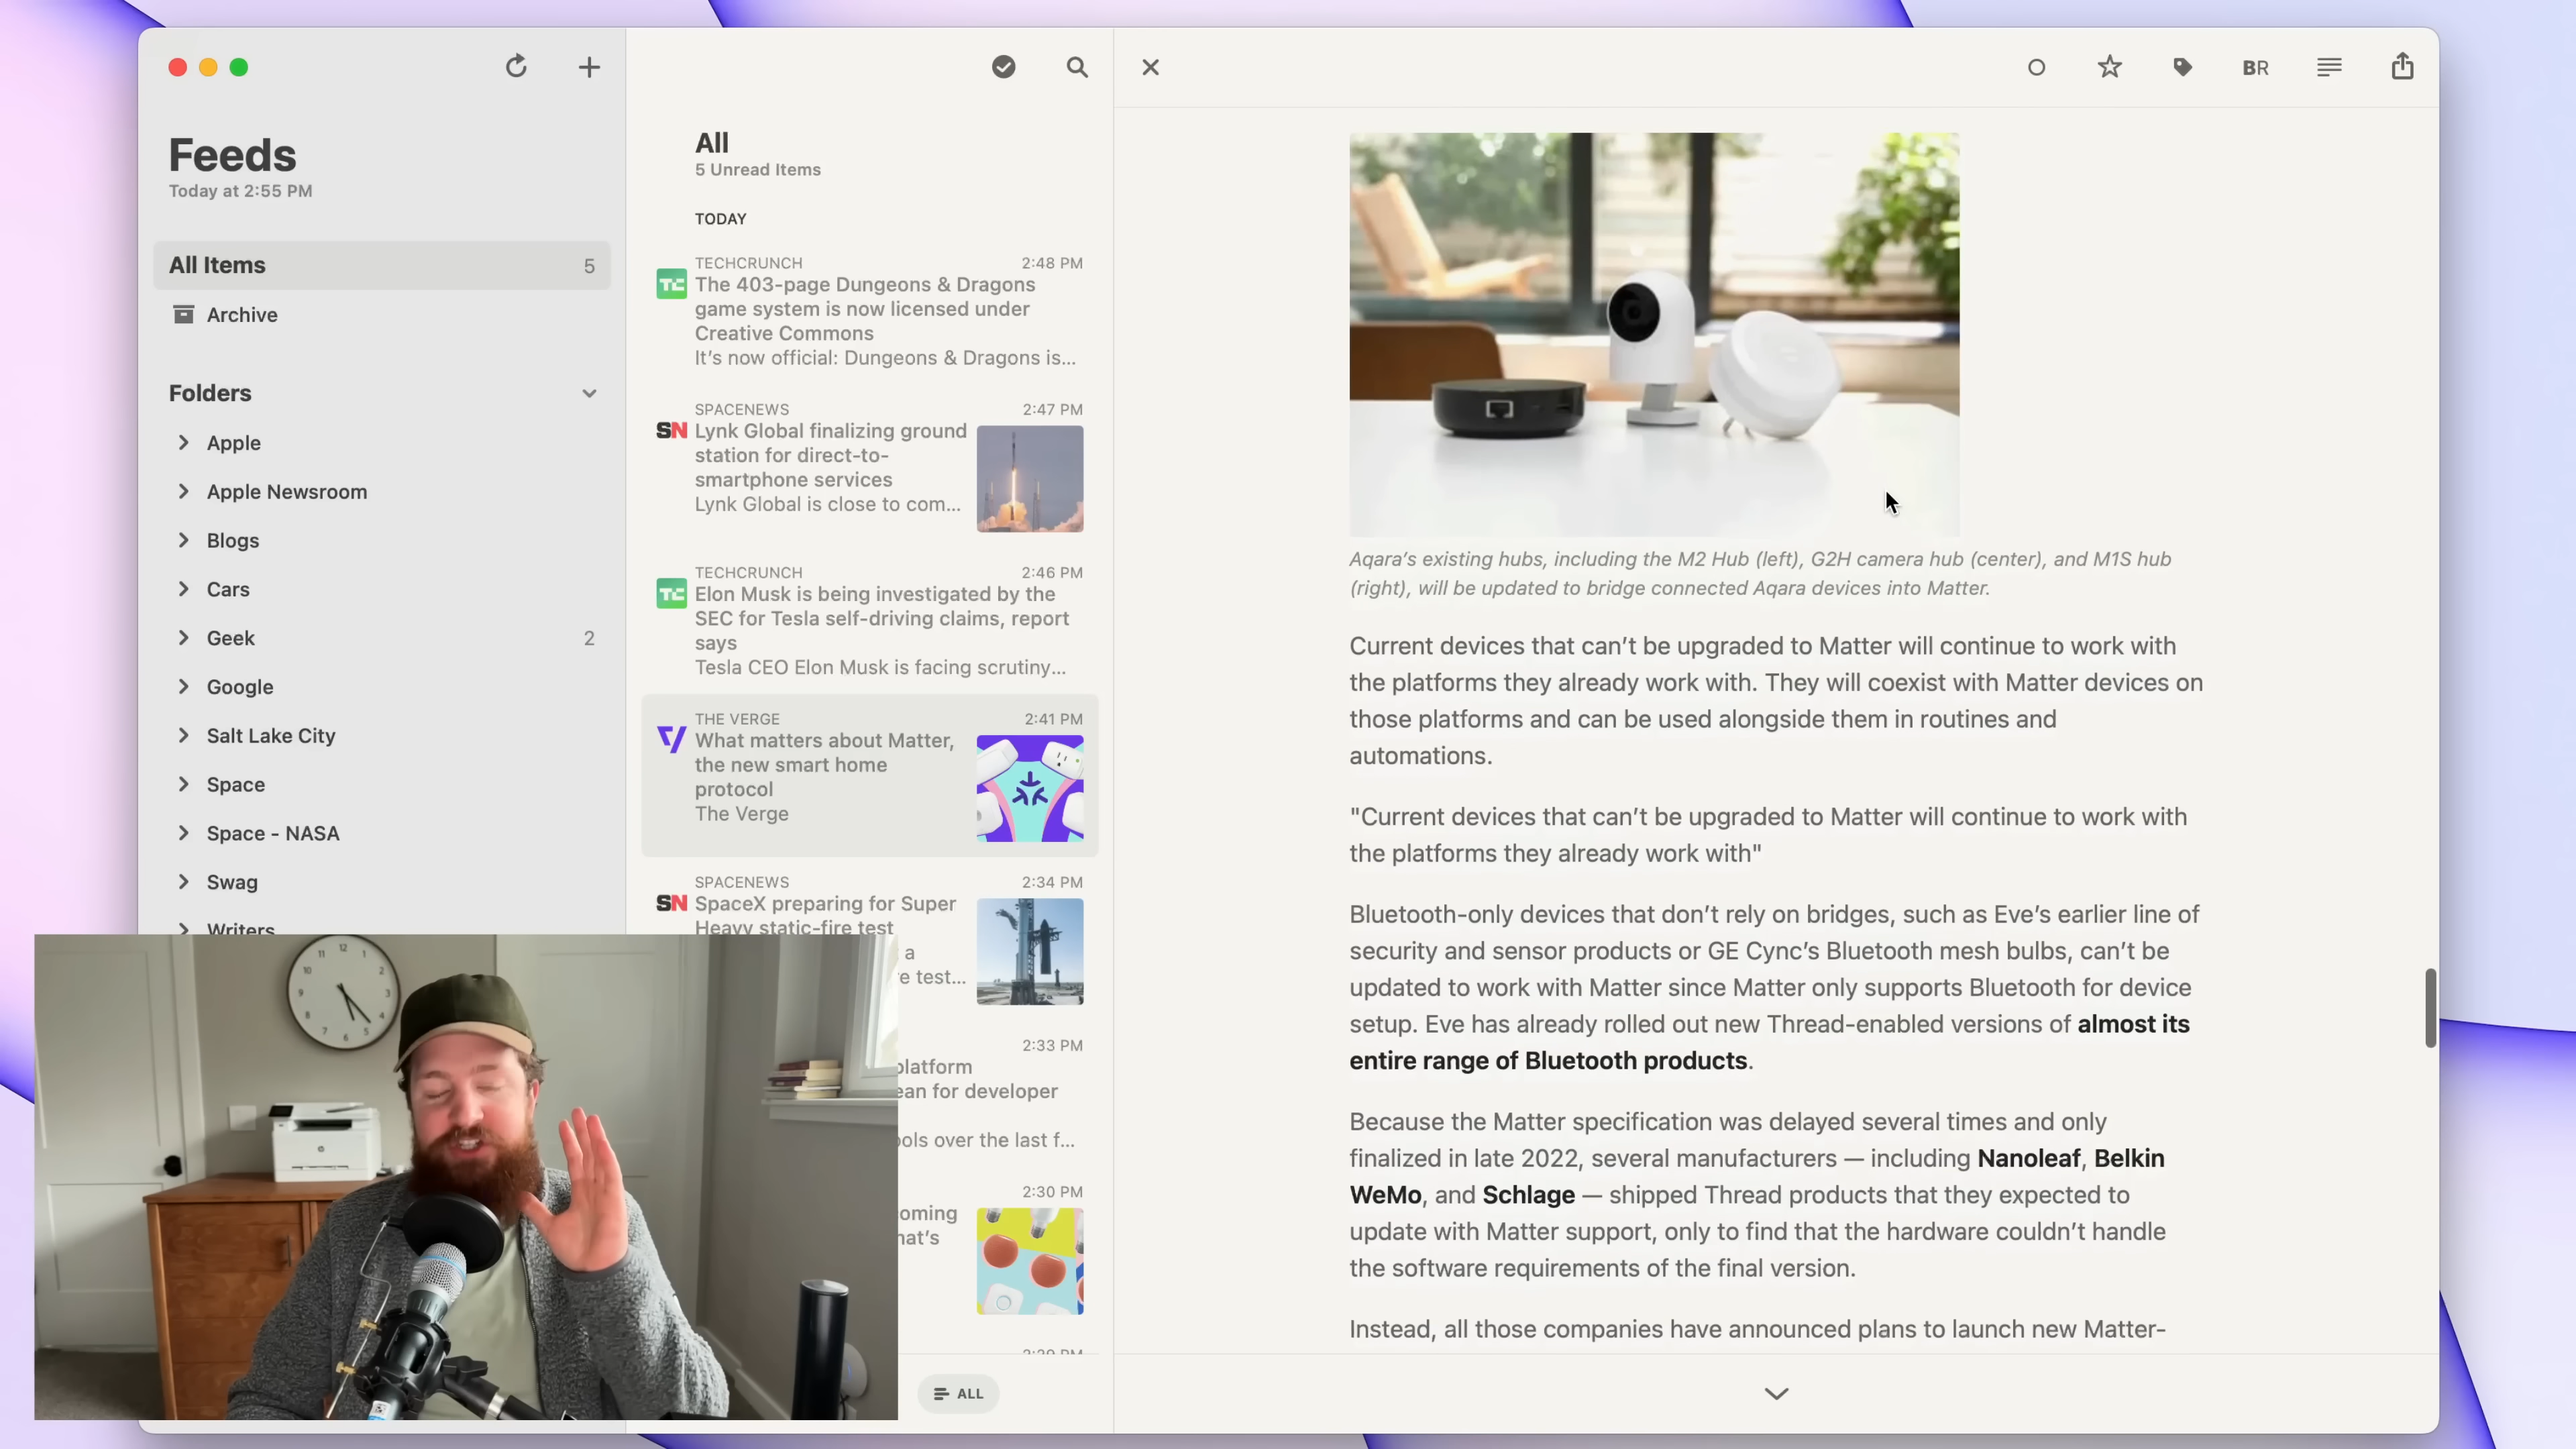 Feeds
Today at 2:55 PM
All Items 5
Archive
Folders
Apple
Apple Newsroom
Blogs
Cars
Geek 2
Google
Salt Lake City
Space
Space - NASA
Swag
Writers
All
5 Unread Items
TODAY
TECHCRUNCH 2:48 PM
TC
The 403-page Dungeons & Dragons
game system is now licensed under
Creative Commons
It’s now official: Dungeons & Dragons is...
SPACENEWS 2:47 PM
SN
Lynk Global finalizing ground
station for direct-to-
smartphone services
Lynk Global is close to com...
TECHCRUNCH 2:46 PM
TC
Elon Musk is being investigated by the
SEC for Tesla self-driving claims, report
says
Tesla CEO Elon Musk is facing scrutiny...
THE VERGE 2:41 PM
What matters about Matter,
the new smart home
protocol
The Verge
SPACENEWS 2:34 PM
SN
SpaceX preparing for Super
Heavy static-fire test
a
e test...
2:33 PM
platform
ean for developer
ols over the last f...
2:30 PM
oming
hat’s
ALL
BR
Aqara’s existing hubs, including the M2 Hub (left), G2H camera hub (center), and M1S hub
(right), will be updated to bridge connected Aqara devices into Matter.
Current devices that can’t be upgraded to Matter will continue to work with
the platforms they already work with. They will coexist with Matter devices on
those platforms and can be used alongside them in routines and
automations.
"Current devices that can’t be upgraded to Matter will continue to work with
the platforms they already work with"
Bluetooth-only devices that don’t rely on bridges, such as Eve’s earlier line of
security and sensor products or GE Cync’s Bluetooth mesh bulbs, can’t be
updated to work with Matter since Matter only supports Bluetooth for device
setup. Eve has already rolled out new Thread-enabled versions of almost its
entire range of Bluetooth products.
Because the Matter specification was delayed several times and only
finalized in late 2022, several manufacturers — including Nanoleaf, Belkin
WeMo, and Schlage — shipped Thread products that they expected to
update with Matter support, only to find that the hardware couldn’t handle
the software requirements of the final version.
Instead, all those companies have announced plans to launch new Matter-